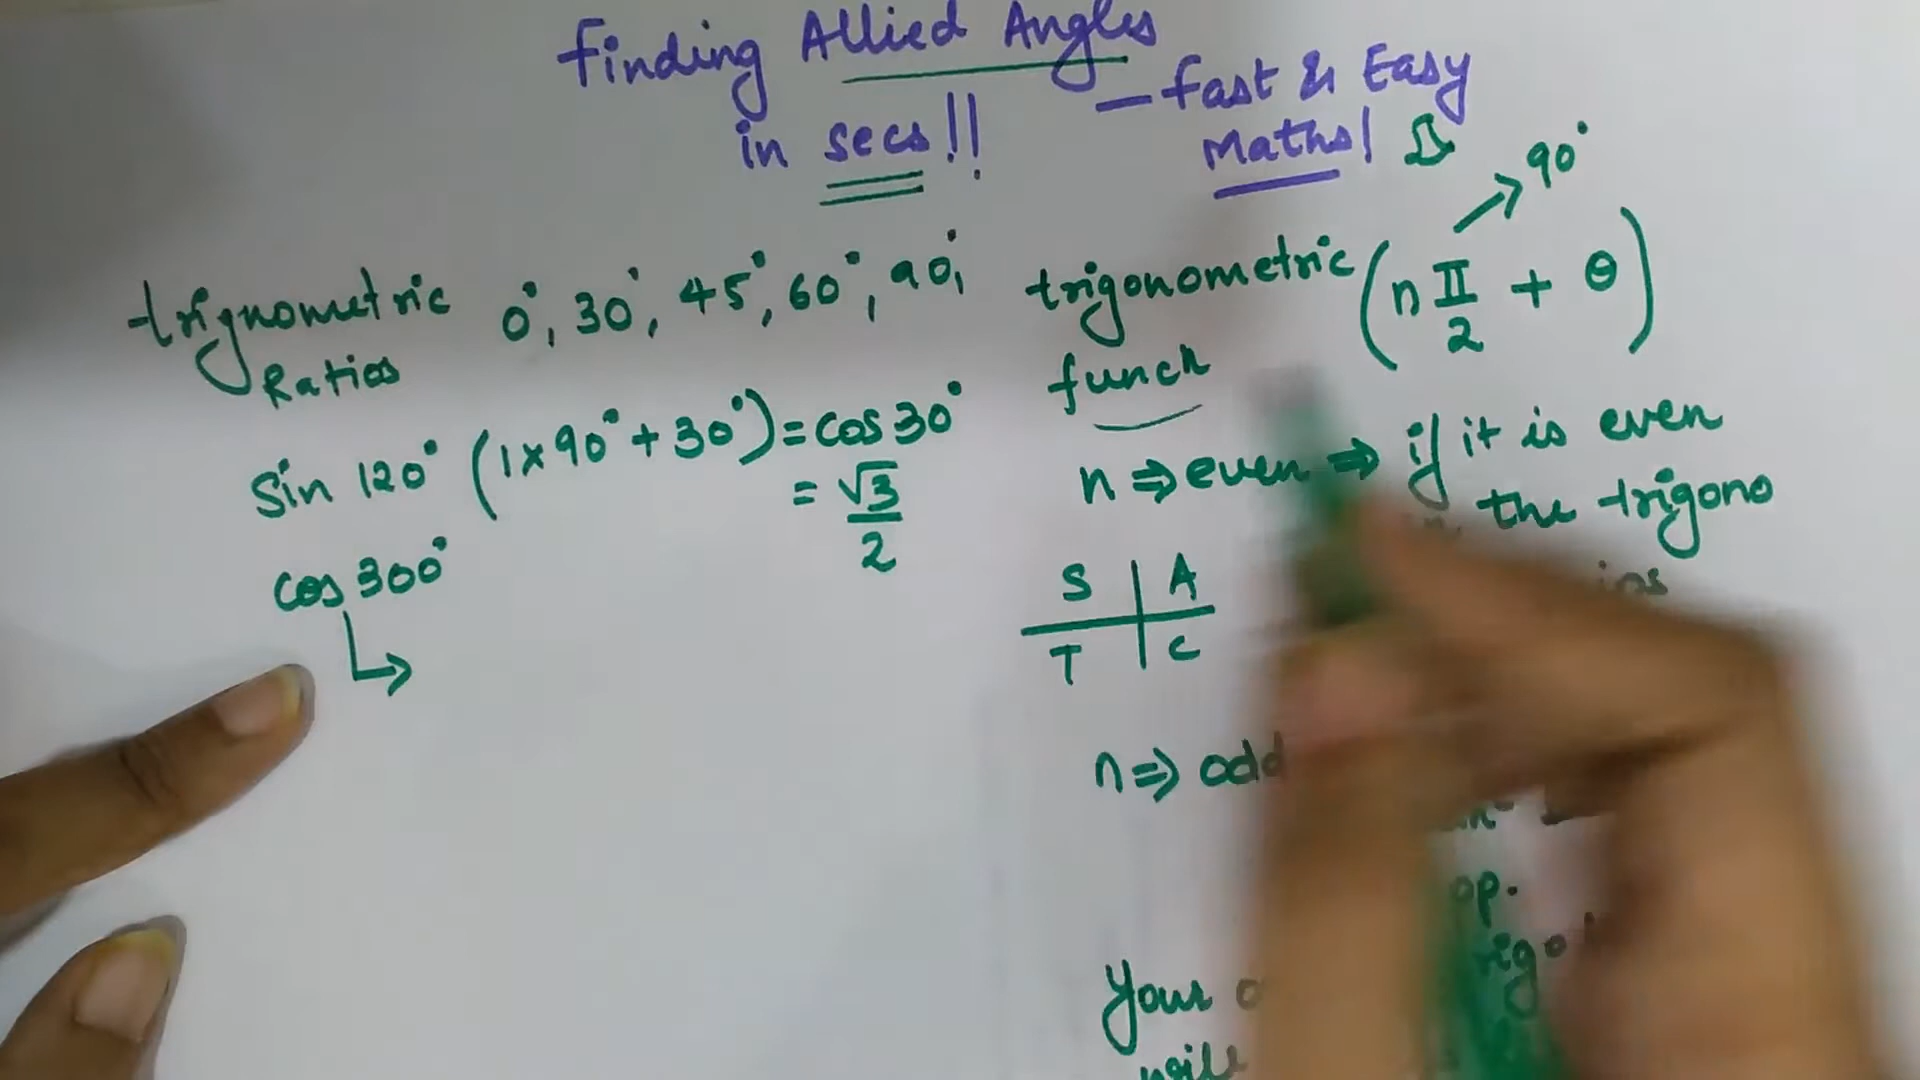 Finding Allied Angles
in secs!!
– Fast & Easy
Maths!
90°
trignometric
Ratios
0°, 30°, 45°, 60°, 90°,
sin 120° (1×90°+30°) = cos 30°
= √3/2
cos 300°
trigonometric (n π/2 + θ)
funcn
n ⇒ even ⇒ if it is even
the trigono
S | A
T | C
n ⇒ odd
op.
Your
will